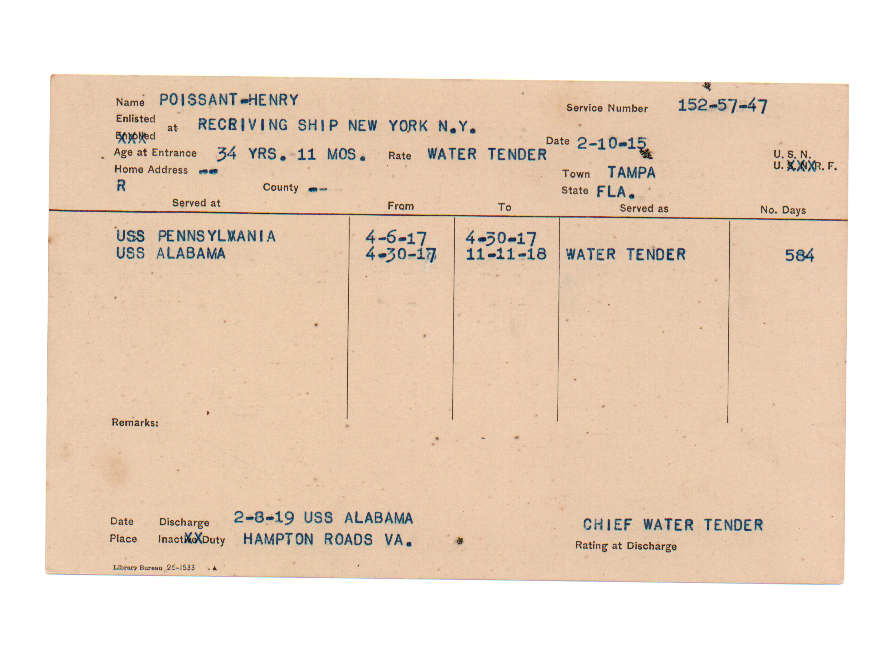 Name POISSANT-HENRY
Service Number 152-57-47
Enlisted
Enrolled at RECEIVING SHIP NEW YORK N.Y.
Date 2-10-15
Age at Entrance 34 YRS. 11 MOS. Rate WATER TENDER
U. S. N.
U. S. N. R. F.
Home Address --
Town TAMPA
R County --
State FLA.
Served at From To Served as No. Days
USS PENNSYLVANIA 4-6-17 4-30-17
USS ALABAMA 4-30-17 11-11-18 WATER TENDER 584
Remarks:
Date Discharge 2-8-19 USS ALABAMA
CHIEF WATER TENDER
Place Inactive Duty HAMPTON ROADS VA.
Rating at Discharge
Library Bureau 26-1533